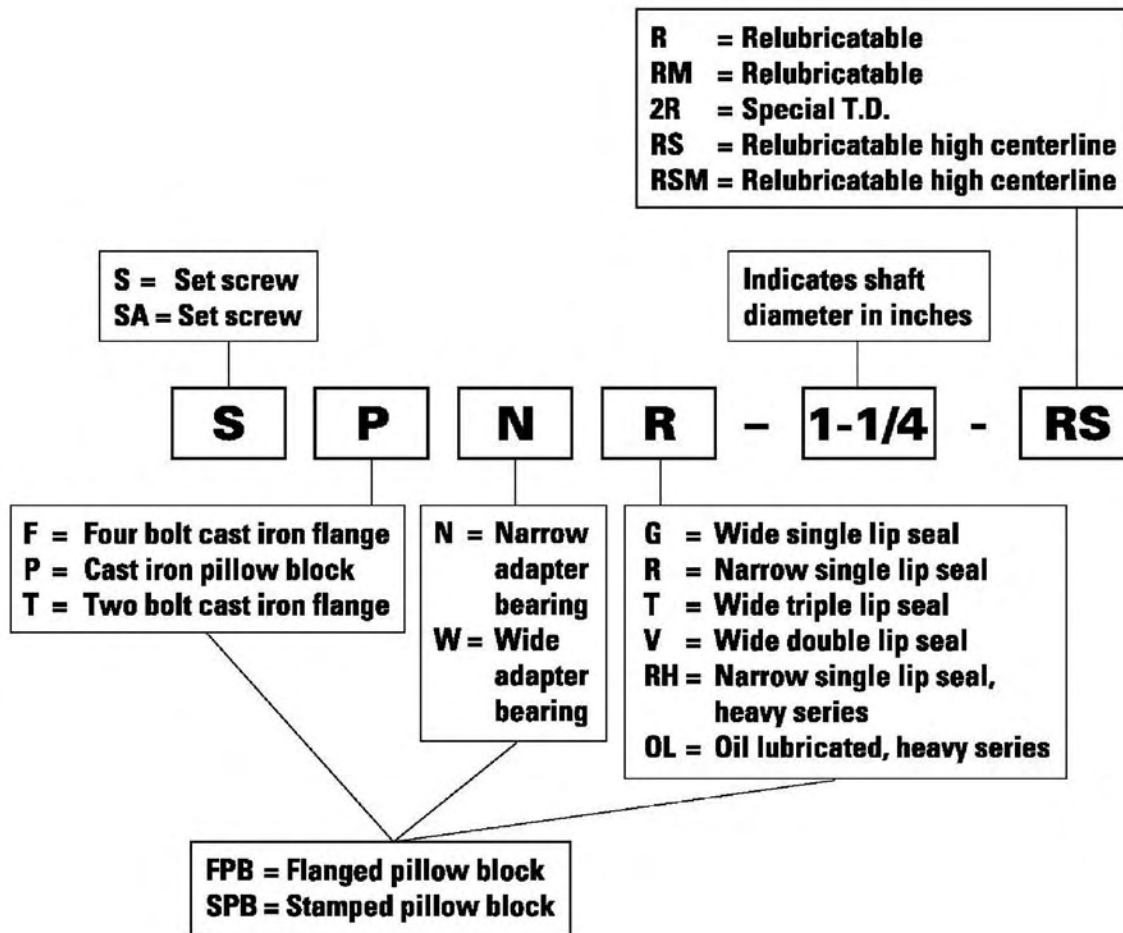 R = Relubricatable
RM = Relubricatable
2R = Special T.D.
RS = Relubricatable high centerline
RSM = Relubricatable high centerline
S = Set screw
SA = Set screw
Indicates shaft
diameter in inches
S P N R – 1-1/4 - RS
F = Four bolt cast iron flange
P = Cast iron pillow block
T = Two bolt cast iron flange
N = Narrow
adapter
bearing
W = Wide
adapter
bearing
G = Wide single lip seal
R = Narrow single lip seal
T = Wide triple lip seal
V = Wide double lip seal
RH = Narrow single lip seal,
heavy series
OL = Oil lubricated, heavy series
FPB = Flanged pillow block
SPB = Stamped pillow block